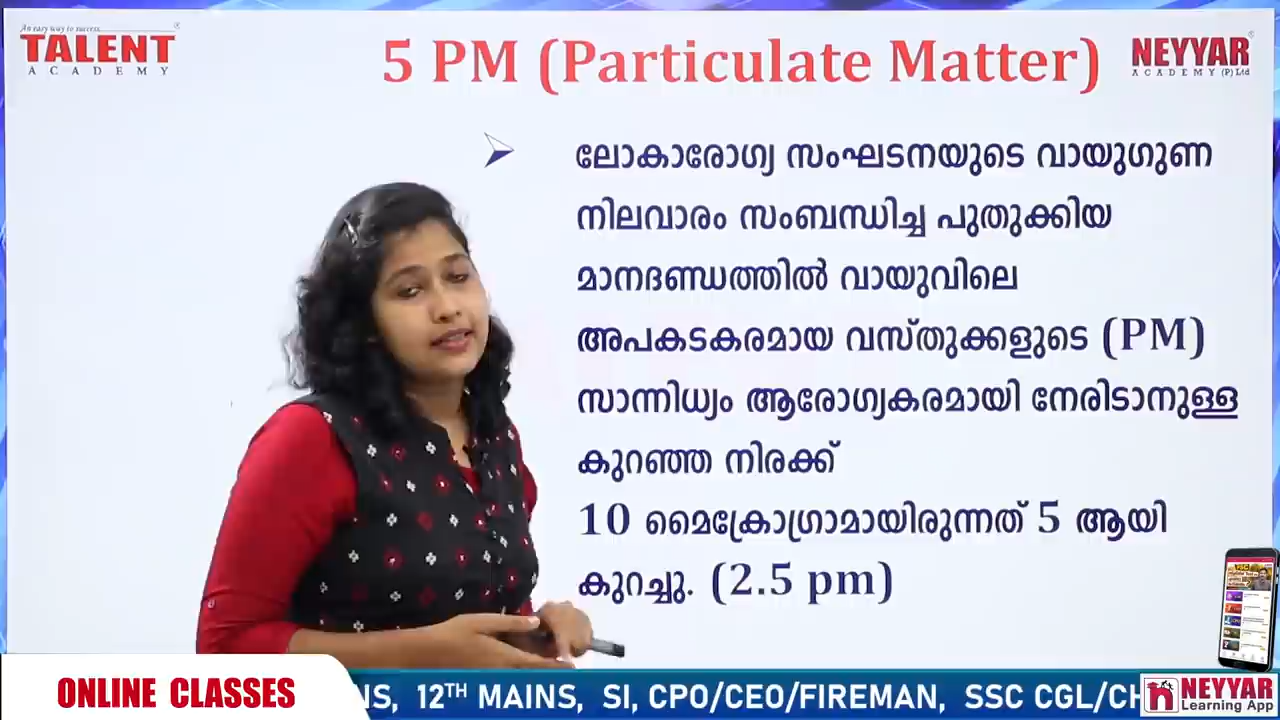 An easy way to success...
TALENT
ACADEMY
5 PM (Particulate Matter)
NEYYAR
ACADEMY (P) Ltd
ലോകാരോഗ്യ സംഘടനയുടെ വായുഗുണ
നിലവാരം സംബന്ധിച്ച പുതുക്കിയ
മാനദണ്ഡത്തിൽ വായുവിലെ
അപകടകരമായ വസ്തുക്കളുടെ (PM)
സാന്നിധ്യം ആരോഗ്യകരമായി നേരിടാനുള്ള
കുറഞ്ഞ നിരക്ക്
10 മൈക്രോഗ്രാമായിരുന്നത് 5 ആയി
കുറച്ചു. (2.5 pm)
ONLINE CLASSES
NS, 12TH MAINS, SI, CPO/CEO/FIREMAN, SSC CGL/CH
NEYYAR
Learning App